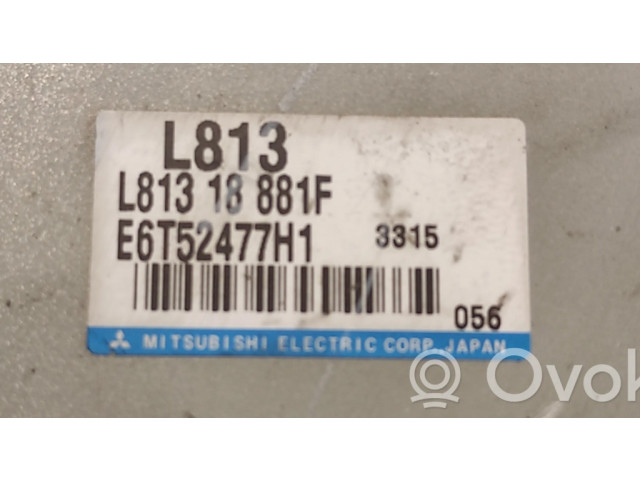 L813
L813 18 881F
E6T52477H1 3315
056
MITSUBISHI ELECTRIC CORP. JAPAN
Ovok